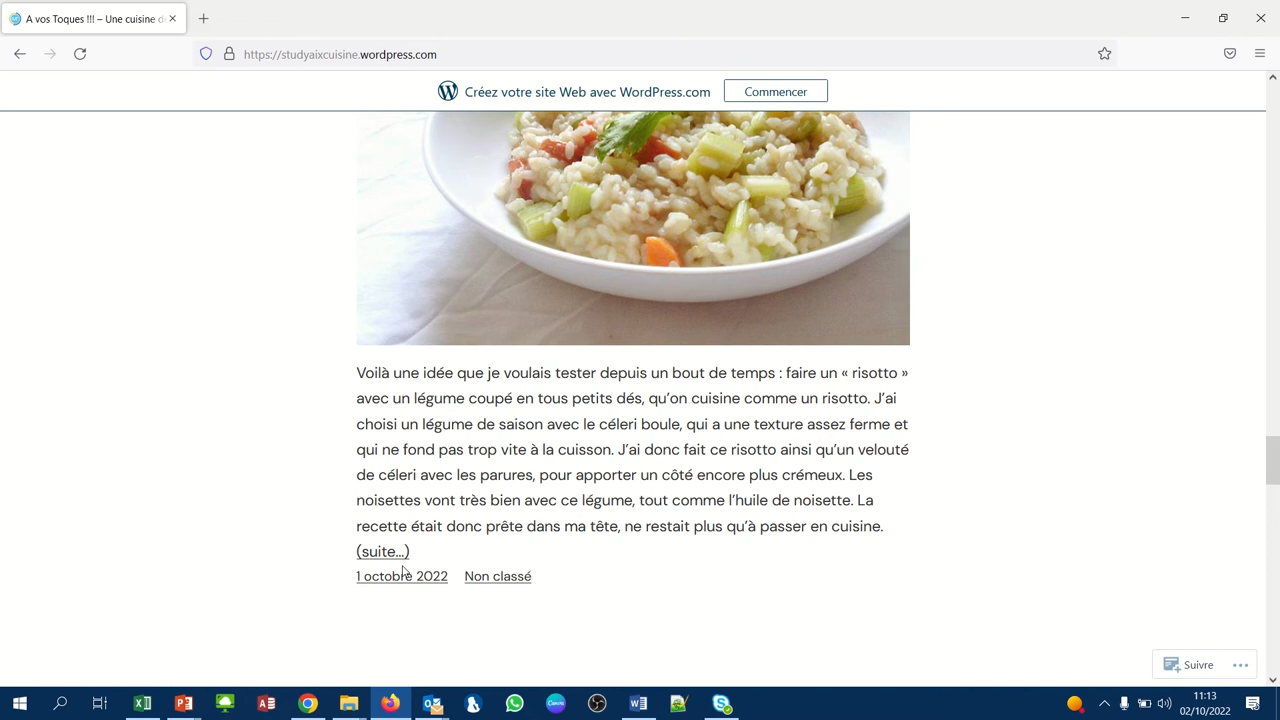 A vos Toques !!! – Une cuisine d
https://studyaixcuisine.wordpress.com
Créez votre site Web avec WordPress.com
Commencer
Voilà une idée que je voulais tester depuis un bout de temps : faire un « risotto »
avec un légume coupé en tous petits dés, qu’on cuisine comme un risotto. J’ai
choisi un légume de saison avec le céleri boule, qui a une texture assez ferme et
qui ne fond pas trop vite à la cuisson. J’ai donc fait ce risotto ainsi qu’un velouté
de céleri avec les parures, pour apporter un côté encore plus crémeux. Les
noisettes vont très bien avec ce légume, tout comme l’huile de noisette. La
recette était donc prête dans ma tête, ne restait plus qu’à passer en cuisine.
(suite…)
1 octobre 2022 Non classé
Suivre
11:13
02/10/2022